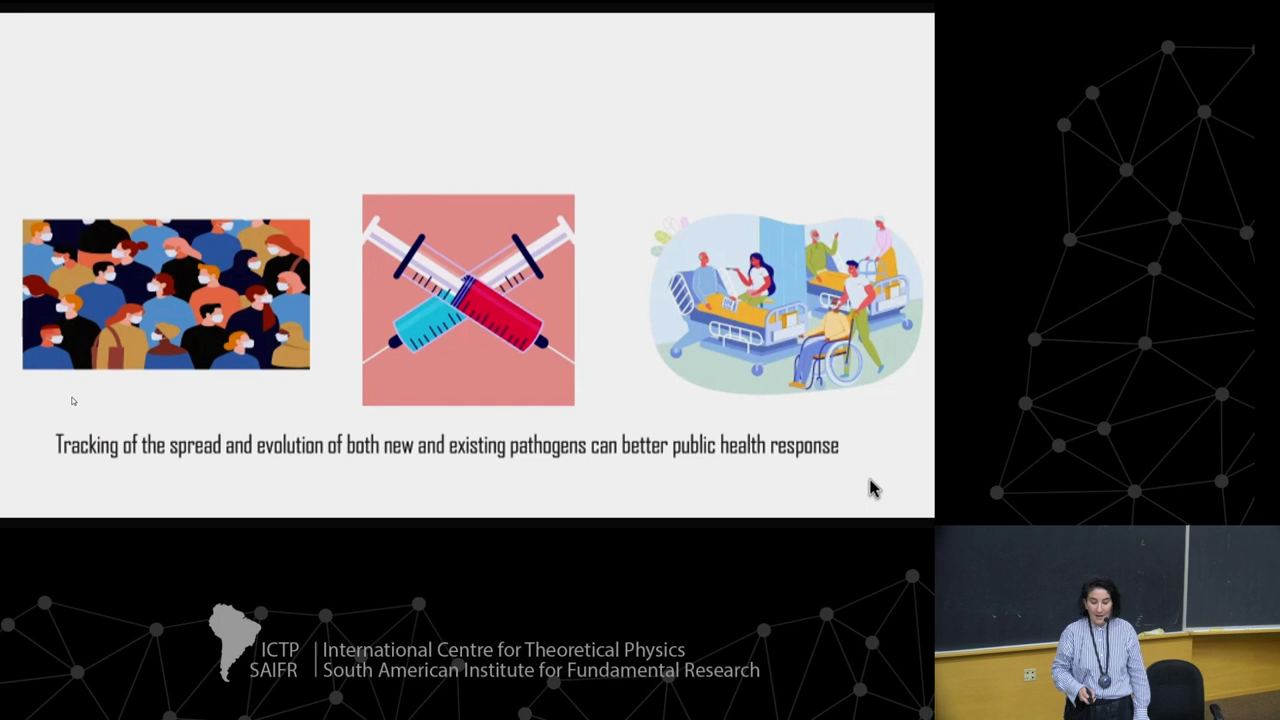 Tracking of the spread and evolution of both new and existing pathogens can better public health response
ICTP
SAIFR
International Centre for Theoretical Physics
South American Institute for Fundamental Research